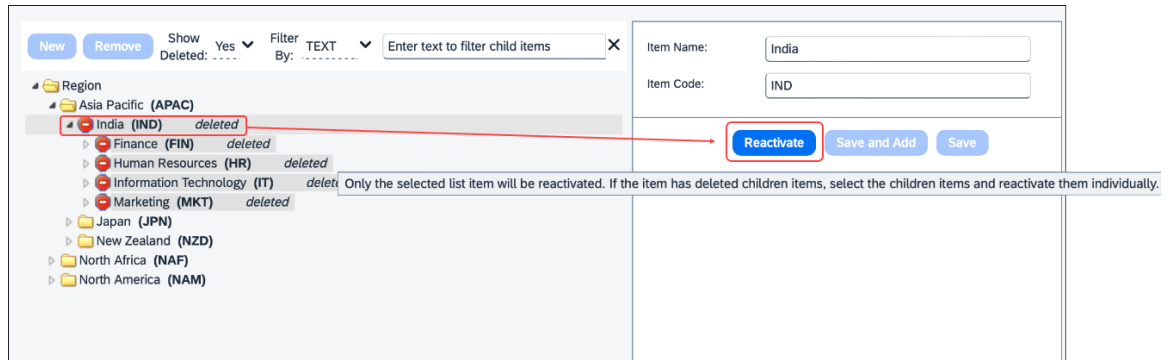 New Remove Show Deleted: Yes Filter By: TEXT Enter text to filter child items
Region
Asia Pacific (APAC)
India (IND) deleted
Finance (FIN) deleted
Human Resources (HR) deleted
Information Technology (IT)
Marketing (MKT) deleted
Japan (JPN)
New Zealand (NZD)
North Africa (NAF)
North America (NAM)
Item Name: India
Item Code: IND
Reactivate Save and Add Save
Only the selected list item will be reactivated. If the item has deleted children items, select the children items and reactivate them individually.